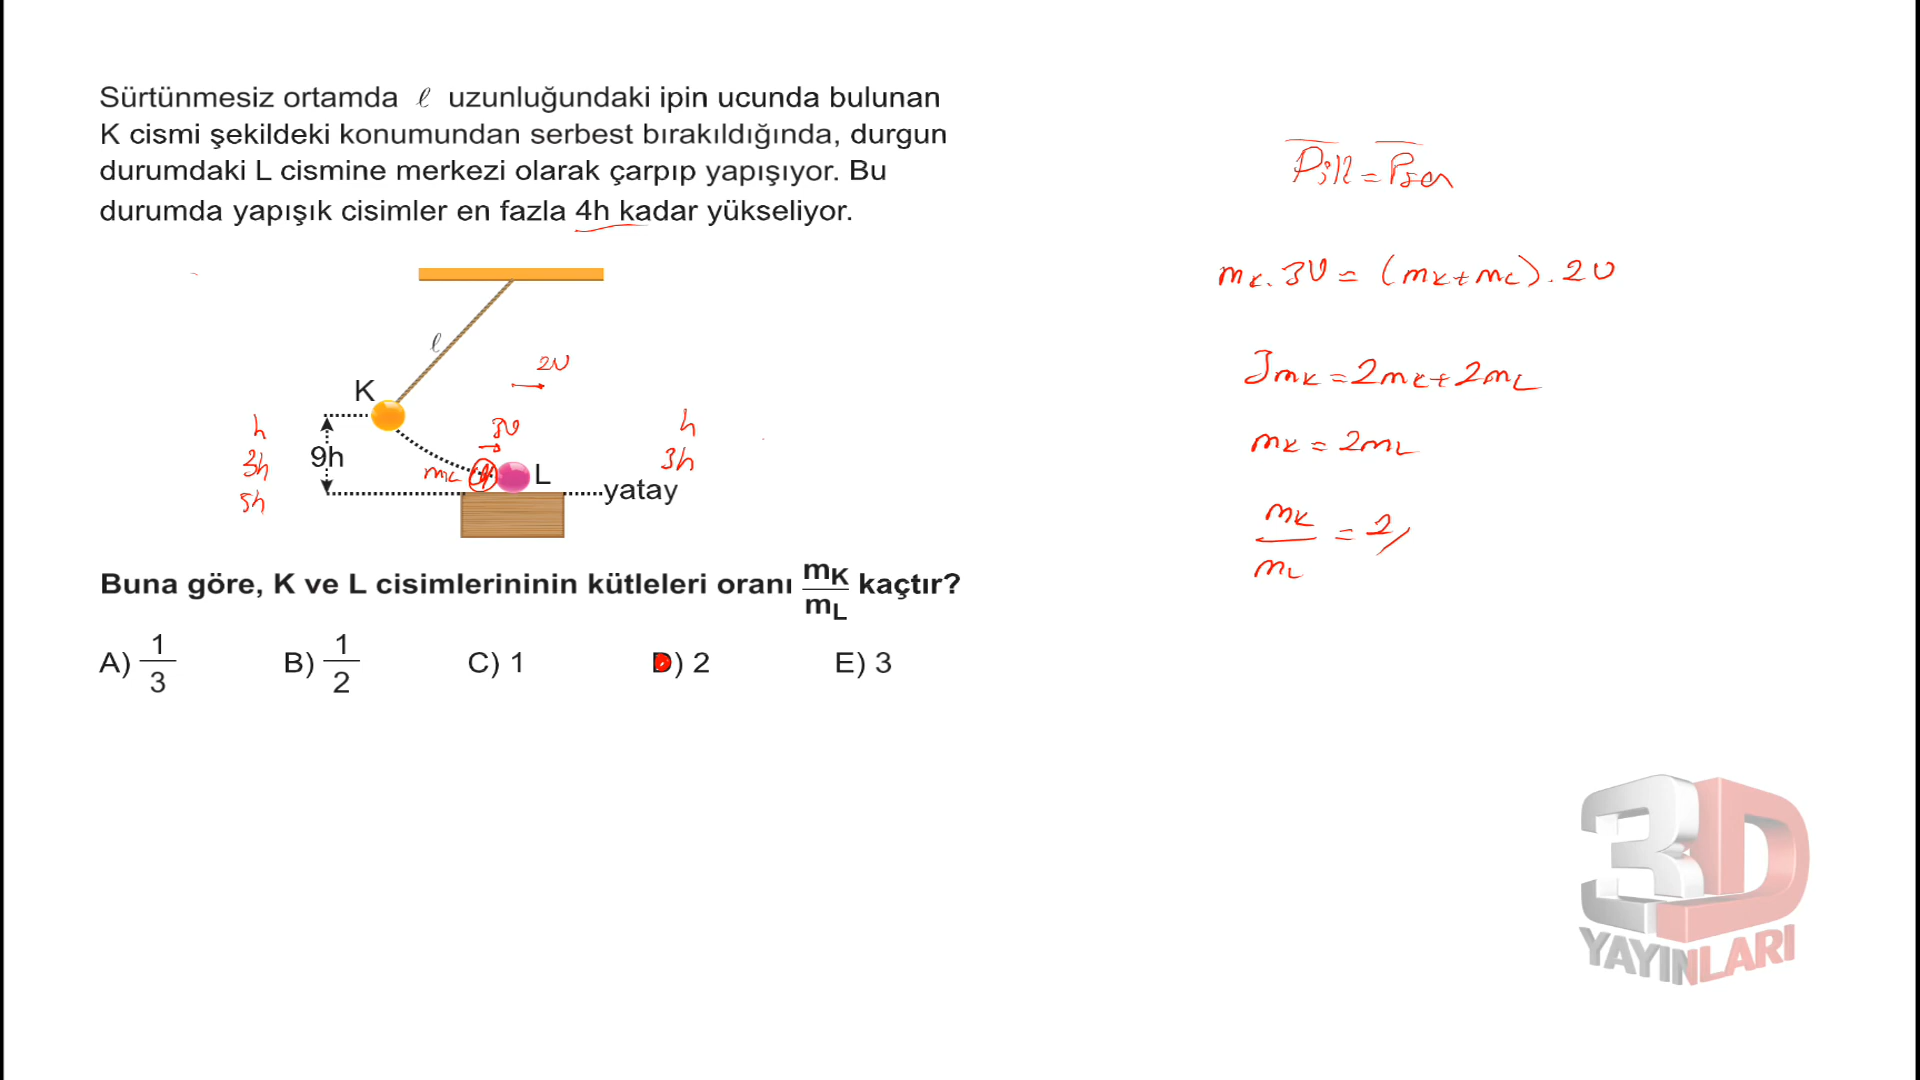 Sürtünmesiz ortamda ℓ uzunluğundaki ipin ucunda bulunan
K cismi şekildeki konumundan serbest bırakıldığında, durgun
durumdaki L cismine merkezi olarak çarpıp yapışıyor. Bu
durumda yapışık cisimler en fazla 4h kadar yükseliyor.
ℓ
2V
K
h
3h
5h
9h
3V
L
h
3h
yatay
Buna göre, K ve L cisimlerininin kütleleri oranı mK/mL kaçtır?
A) 1/3 B) 1/2 C) 1 D) 2 E) 3
Pilk = Pson
mK.3V = (mK+mL).2V
3mK = 2mK+2mL
mK = 2mL
mK/mL = 2/
3D
YAYINLARI